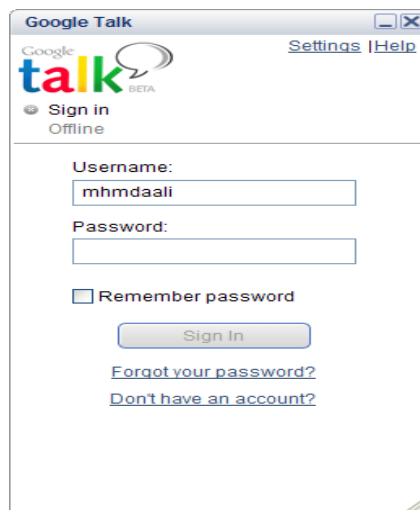 Google Talk
Settings | Help
Google
talk
BETA
Sign in
Offline
Username:
mhmdaali
Password:
Remember password
Sign In
Forgot your password?
Don't have an account?